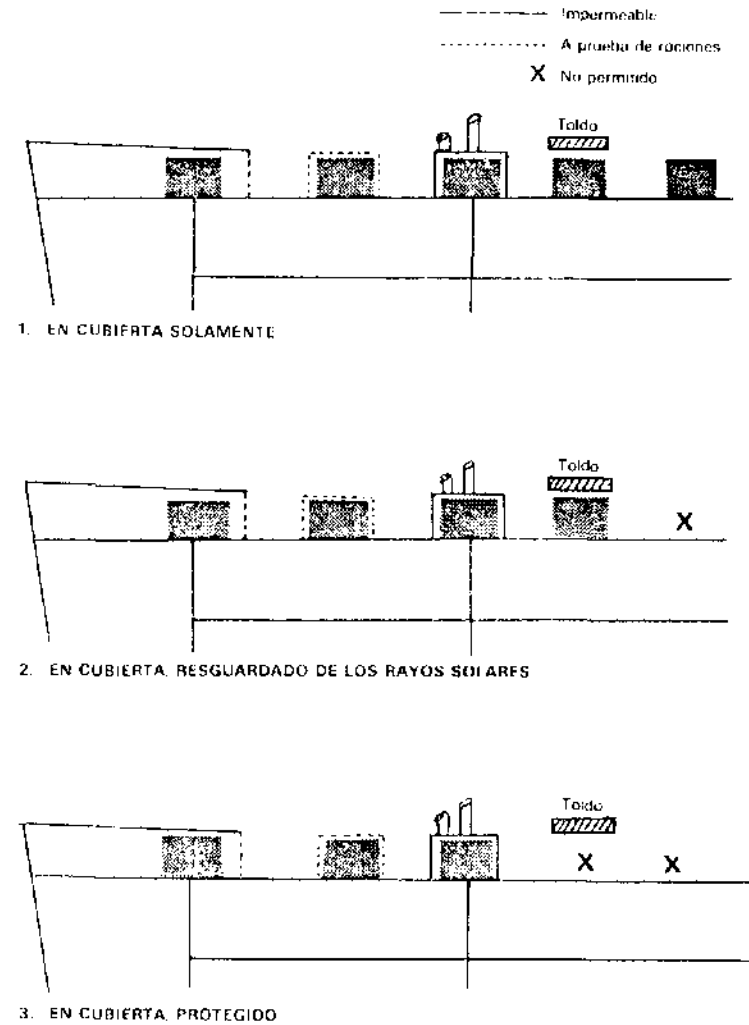 Impermeable
A prueba de rociones
X No permitido
Toldo
1. EN CUBIERTA SOLAMENTE
Toldo
X
2. EN CUBIERTA, RESGUARDADO DE LOS RAYOS SOLARES
Toldo
X X
3. EN CUBIERTA, PROTEGIDO